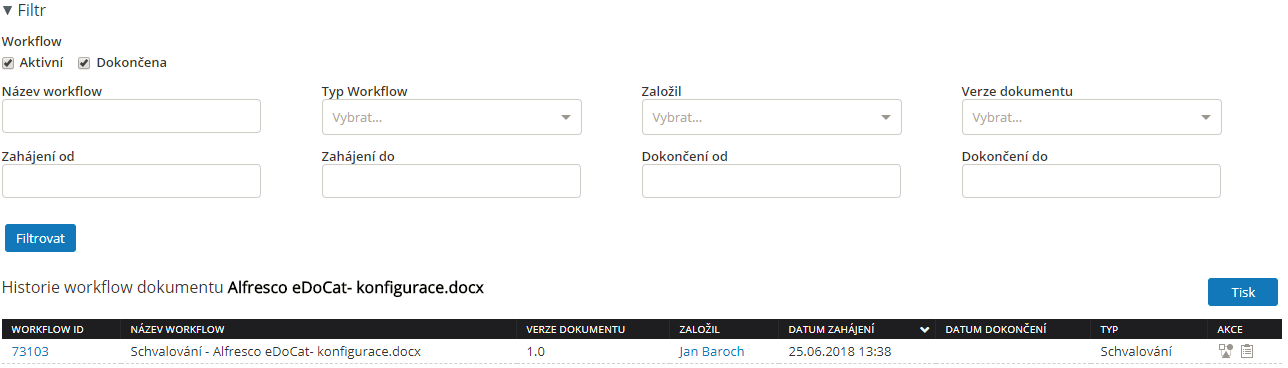 ▼ Filtr
Workflow
Aktivní Dokončena
Název workflow Typ Workflow Založil Verze dokumentu
Vybrat... Vybrat... Vybrat...
Zahájení od Zahájení do Dokončení od Dokončení do
Filtrovat
Historie workflow dokumentu Alfresco eDoCat- konfigurace.docx
Tisk
WORKFLOW ID NÁZEV WORKFLOW VERZE DOKUMENTU ZALOŽIL DATUM ZAHÁJENÍ DATUM DOKONČENÍ TYP AKCE
73103 Schvalování - Alfresco eDoCat- konfigurace.docx 1.0 Jan Baroch 25.06.2018 13:38 Schvalování